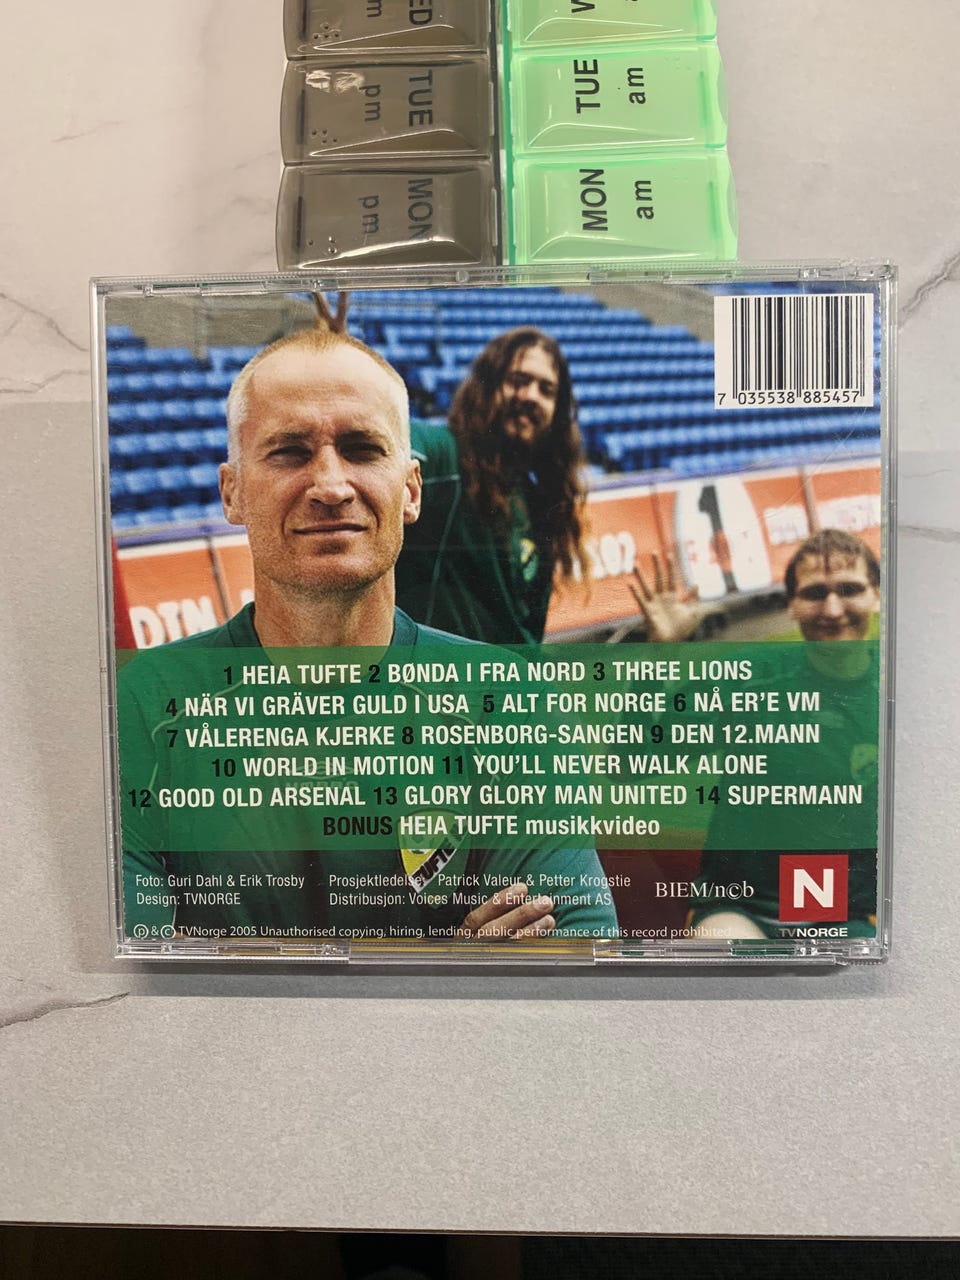 WED
pm
TUE
pm
MON
pm
TUE
am
MON
am
7 035538 885457
1
DIN
1 HEIA TUFTE 2 BØNDA I FRA NORD 3 THREE LIONS
4 NÄR VI GRÄVER GULD I USA 5 ALT FOR NORGE 6 NÅ ER'E VM
7 VÅLERENGA KJERKE 8 ROSENBORG-SANGEN 9 DEN 12.MANN
10 WORLD IN MOTION 11 YOU'LL NEVER WALK ALONE
12 GOOD OLD ARSENAL 13 GLORY GLORY MAN UNITED 14 SUPERMANN
BONUS HEIA TUFTE musikkvideo
TUFTE
Foto: Guri Dahl & Erik Trosby
Design: TVNORGE
Prosjektledelse: Patrick Valeur & Petter Krogstie
Distribusjon: Voices Music & Entertainment AS
BIEM/n©b
N
TVNORGE
℗ & © TVNorge 2005 Unauthorised copying, hiring, lending, public performance of this record prohibited